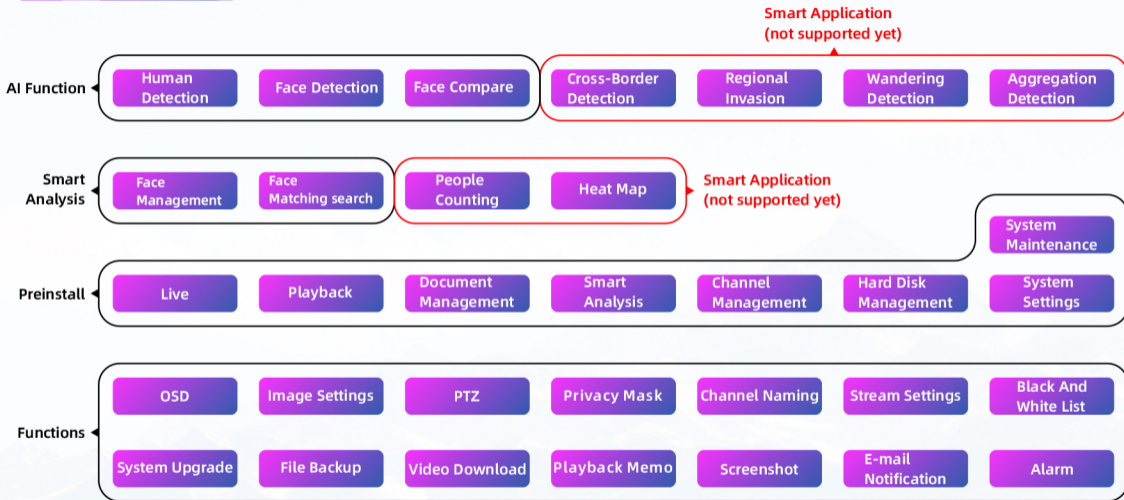 Smart Application
(not supported yet)
AI Function
Human
Detection
Face Detection
Face Compare
Cross-Border
Detection
Regional
Invasion
Wandering
Detection
Aggregation
Detection
Smart
Analysis
Face
Management
Face
Matching search
People
Counting
Heat Map
Smart Application
(not supported yet)
System
Maintenance
Preinstall
Live
Playback
Document
Management
Smart
Analysis
Channel
Management
Hard Disk
Management
System
Settings
Functions
OSD
Image Settings
PTZ
Privacy Mask
Channel Naming
Stream Settings
Black And
White List
System Upgrade
File Backup
Video Download
Playback Memo
Screenshot
E-mail
Notification
Alarm